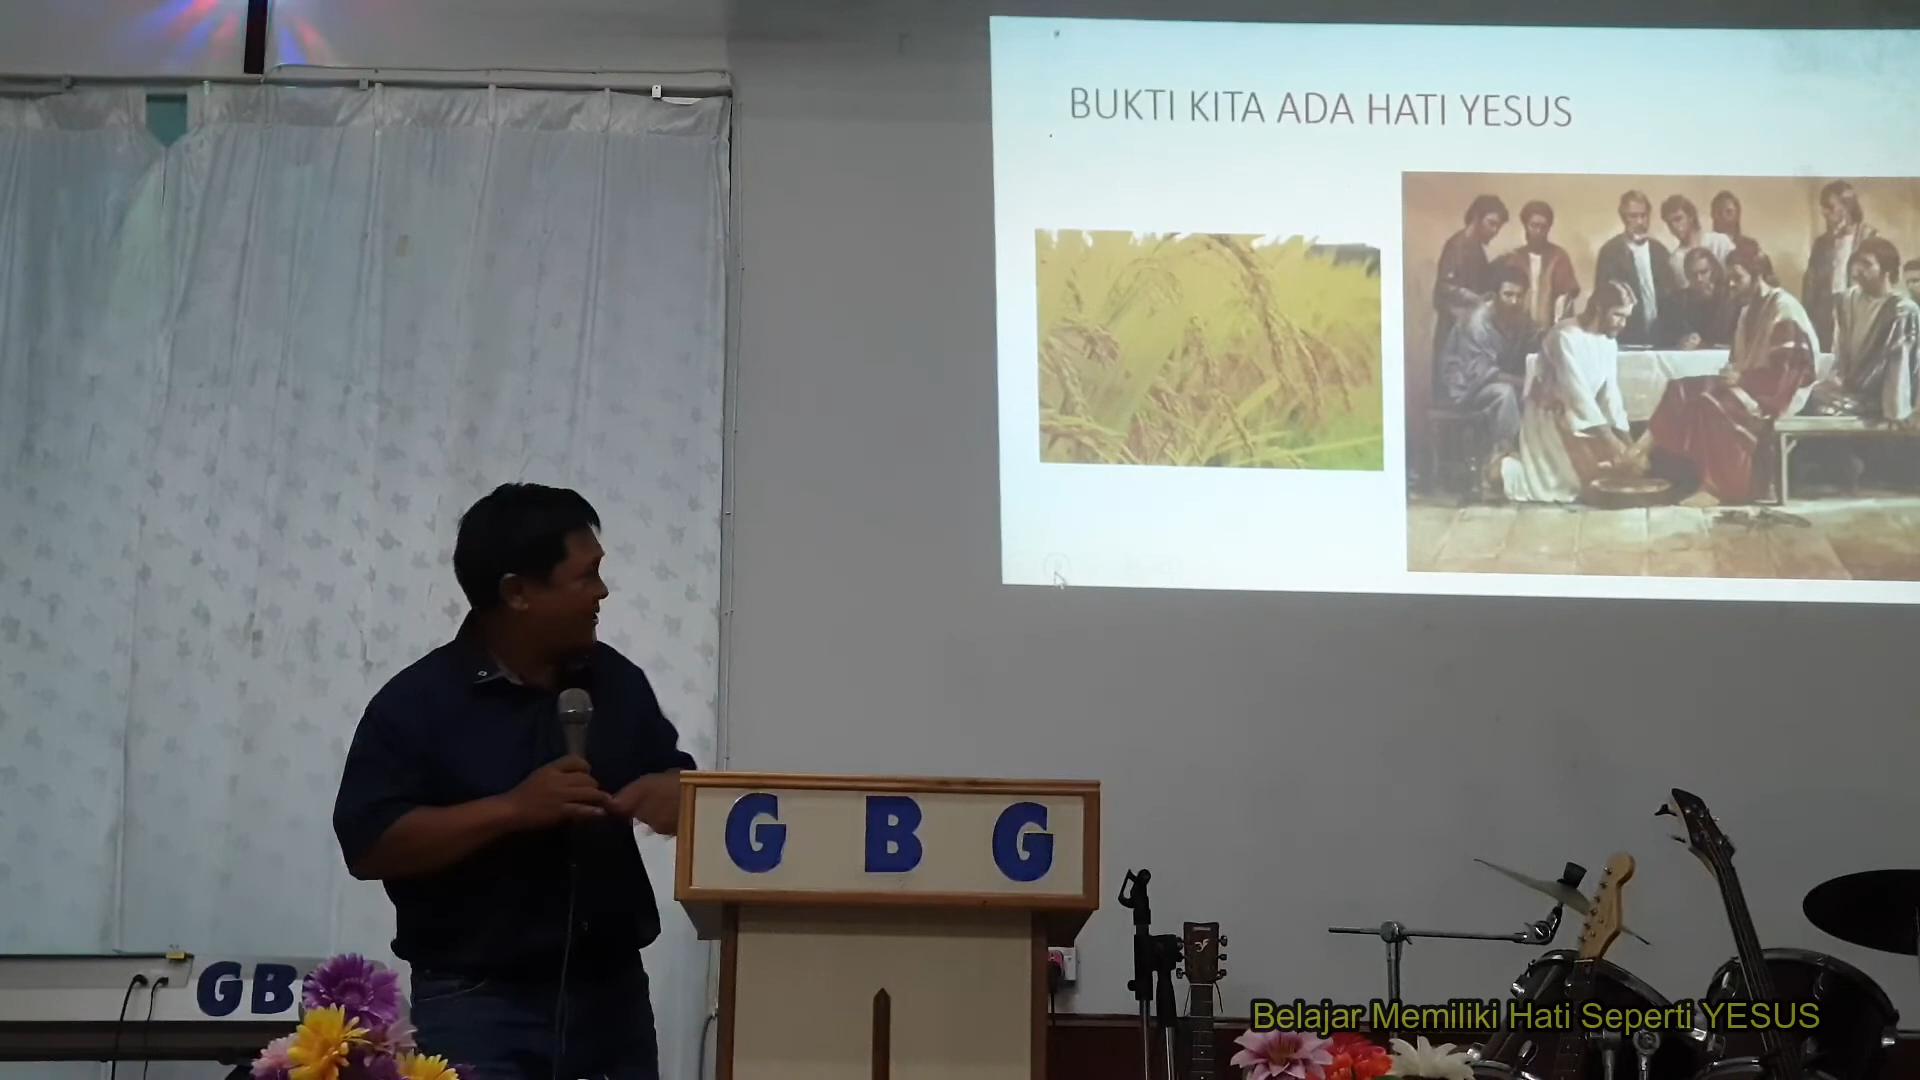 BUKTI KITA ADA HATI YESUS
G B G
GB
Belajar Memiliki Hati Seperti YESUS